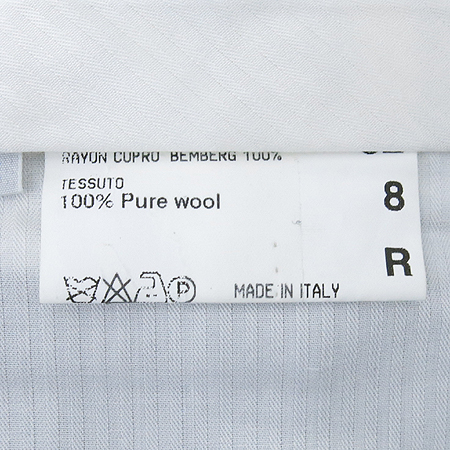 RAYON CUPRO BEMBERG 100%
TESSUTO
100% Pure wool
8
R
P
MADE IN ITALY